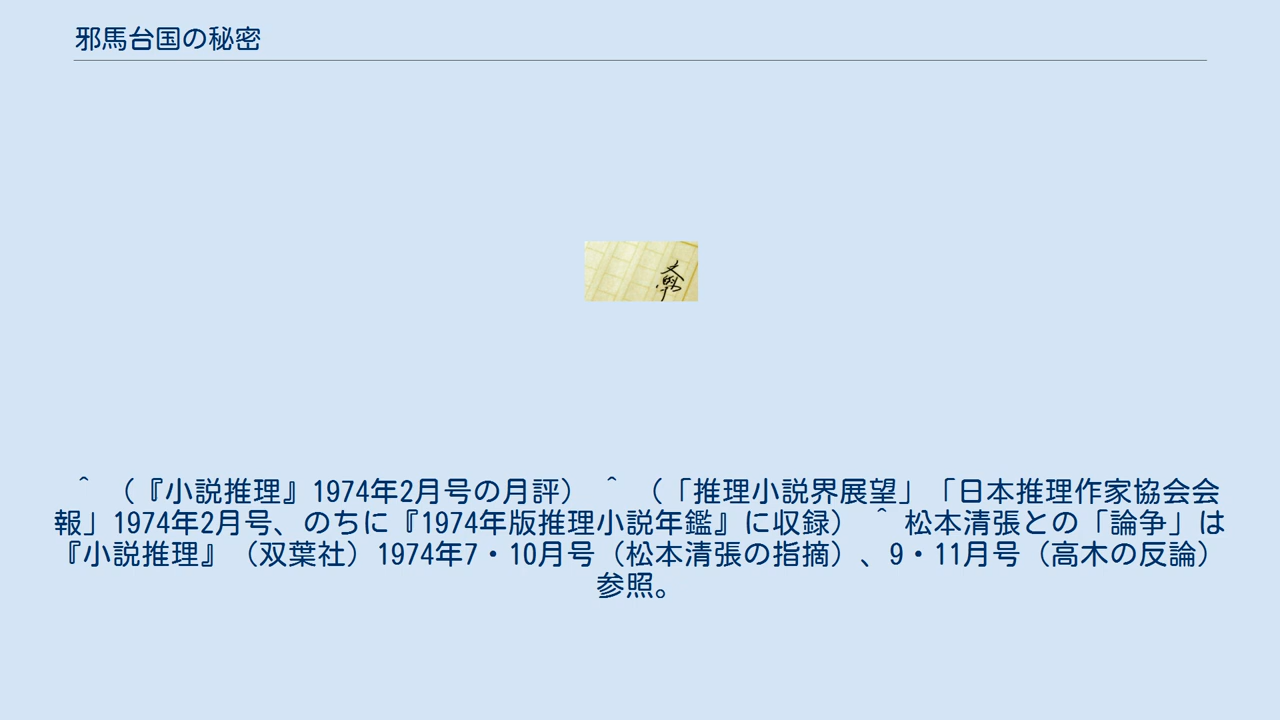 邪馬台国の秘密
^ （『小説推理』1974年2月号の月評） ^ （「推理小説界展望」「日本推理作家協会会
報」1974年2月号、のちに『1974年版推理小説年鑑』に収録） ^ 松本清張との「論争」は
『小説推理』（双葉社）1974年7・10月号（松本清張の指摘）、9・11月号（高木の反論）
参照。